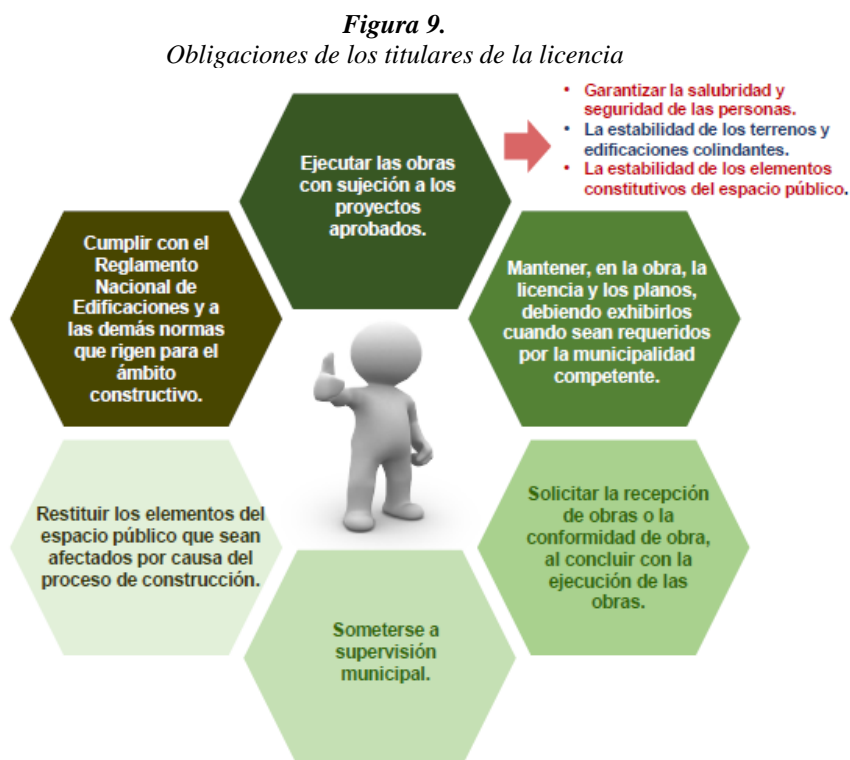 Figura 9.
Obligaciones de los titulares de la licencia
Ejecutar las obras
con sujeción a los
proyectos
aprobados.
• Garantizar la salubridad y
seguridad de las personas.
• La estabilidad de los terrenos y
edificaciones colindantes.
• La estabilidad de los elementos
constitutivos del espacio público.
Cumplir con el
Reglamento
Nacional de
Edificaciones y a
las demás normas
que rigen para el
ámbito
constructivo.
Mantener, en la obra, la
licencia y los planos,
debiendo exhibirlos
cuando sean requeridos
por la municipalidad
competente.
Restituir los elementos del
espacio público que sean
afectados por causa del
proceso de construcción.
Solicitar la recepción
de obras o la
conformidad de obra,
al concluir con la
ejecución de las
obras.
Someterse a
supervisión
municipal.